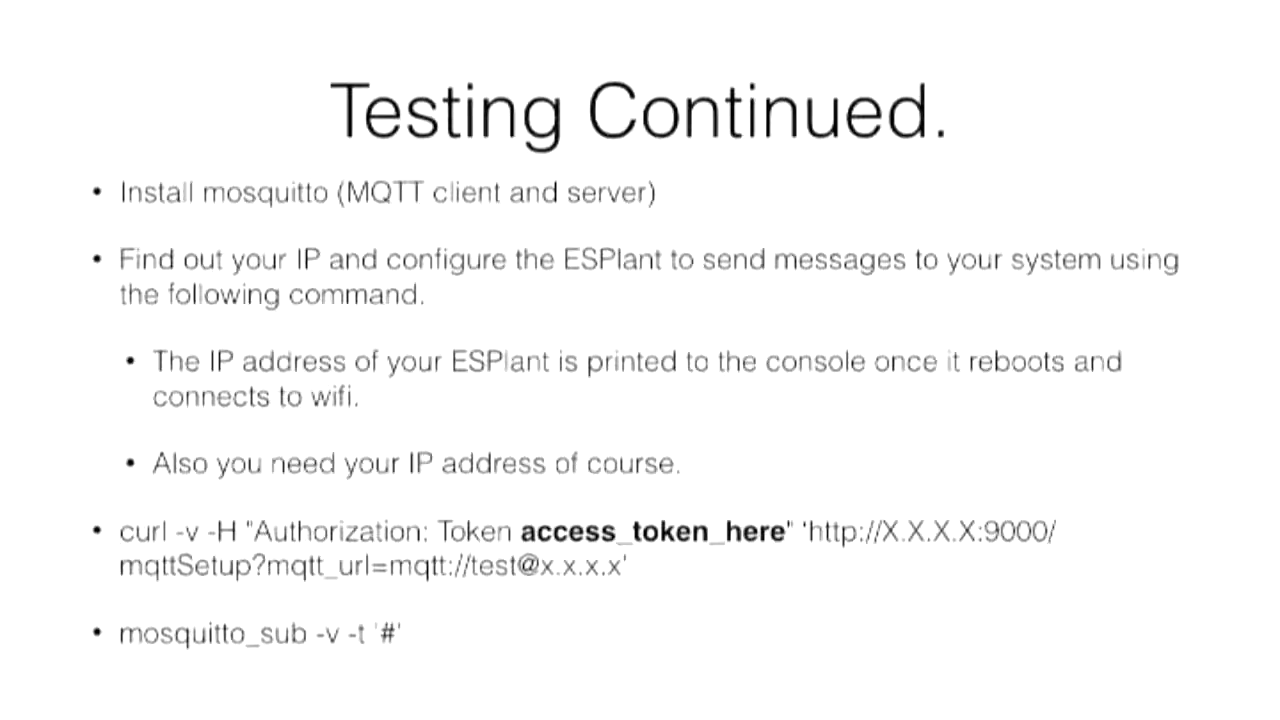 Testing Continued.
• Install mosquitto (MQTT client and server)
• Find out your IP and configure the ESPlant to send messages to your system using
the following command.
• The IP address of your ESPlant is printed to the console once it reboots and
connects to wifi.
• Also you need your IP address of course.
• curl -v -H "Authorization: Token access_token_here" 'http://X.X.X.X:9000/
mqttSetup?mqtt_url=mqtt://test@x.x.x.x'
• mosquitto_sub -v -t '#'